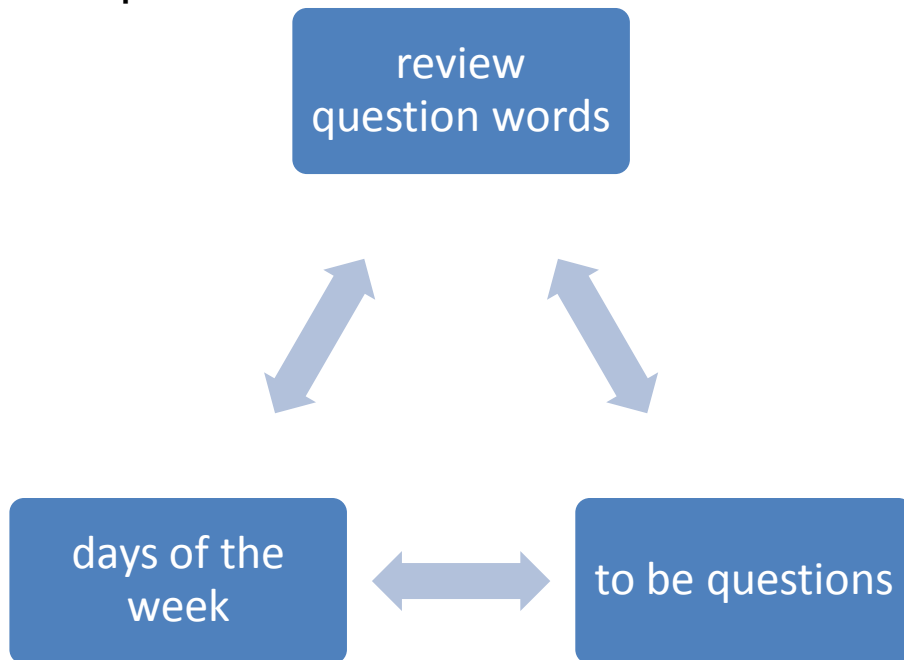 review
question words
days of the
week
to be questions